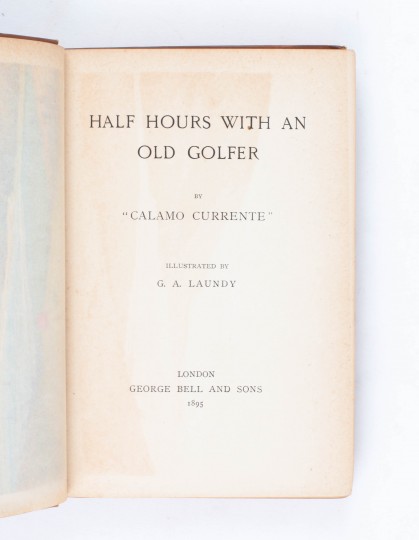 HALF HOURS WITH AN
OLD GOLFER
BY
"CALAMO CURRENTE"
ILLUSTRATED BY
G. A. LAUNDY
LONDON
GEORGE BELL AND SONS
1895